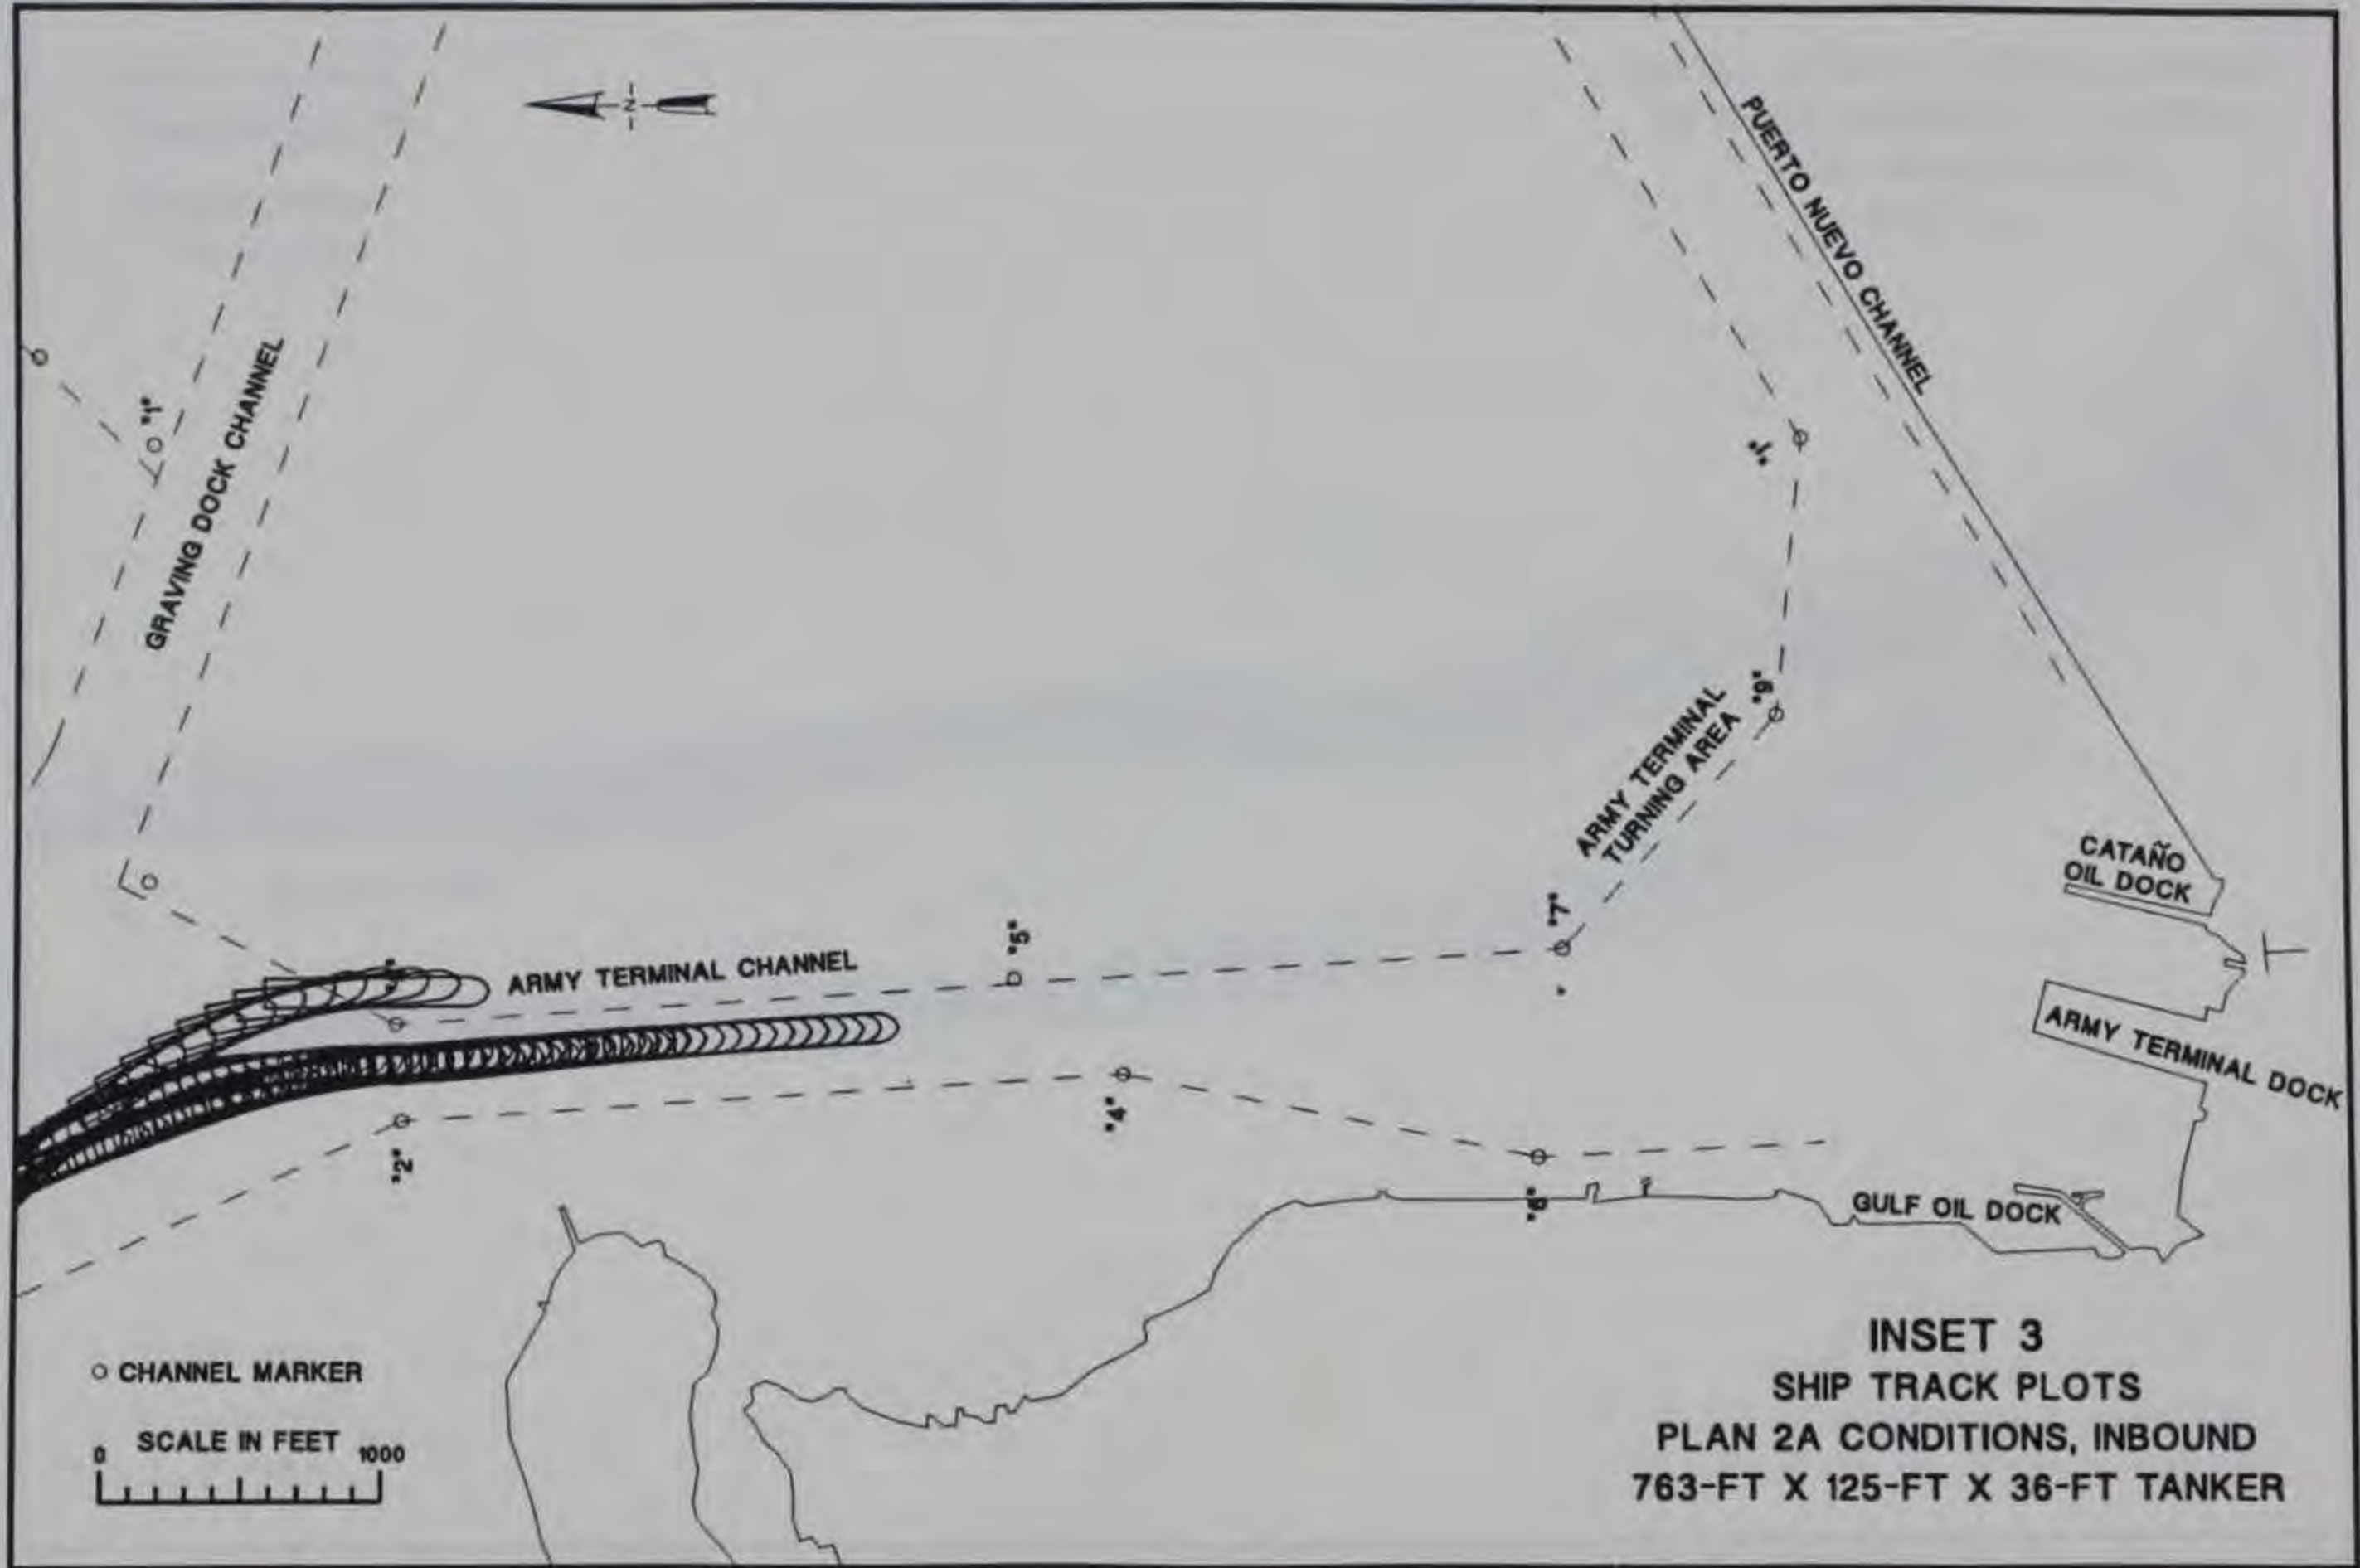 N
PUERTO NUEVO CHANNEL
"1"
GRAVING DOCK CHANNEL
"1"
ARMY TERMINAL
TURNING AREA
"9"
CATAÑO
OIL DOCK
"7"
"5"
ARMY TERMINAL CHANNEL
ARMY TERMINAL DOCK
"4"
"2"
"6"
GULF OIL DOCK
CHANNEL MARKER
SCALE IN FEET
0 1000
INSET 3
SHIP TRACK PLOTS
PLAN 2A CONDITIONS, INBOUND
763-FT X 125-FT X 36-FT TANKER